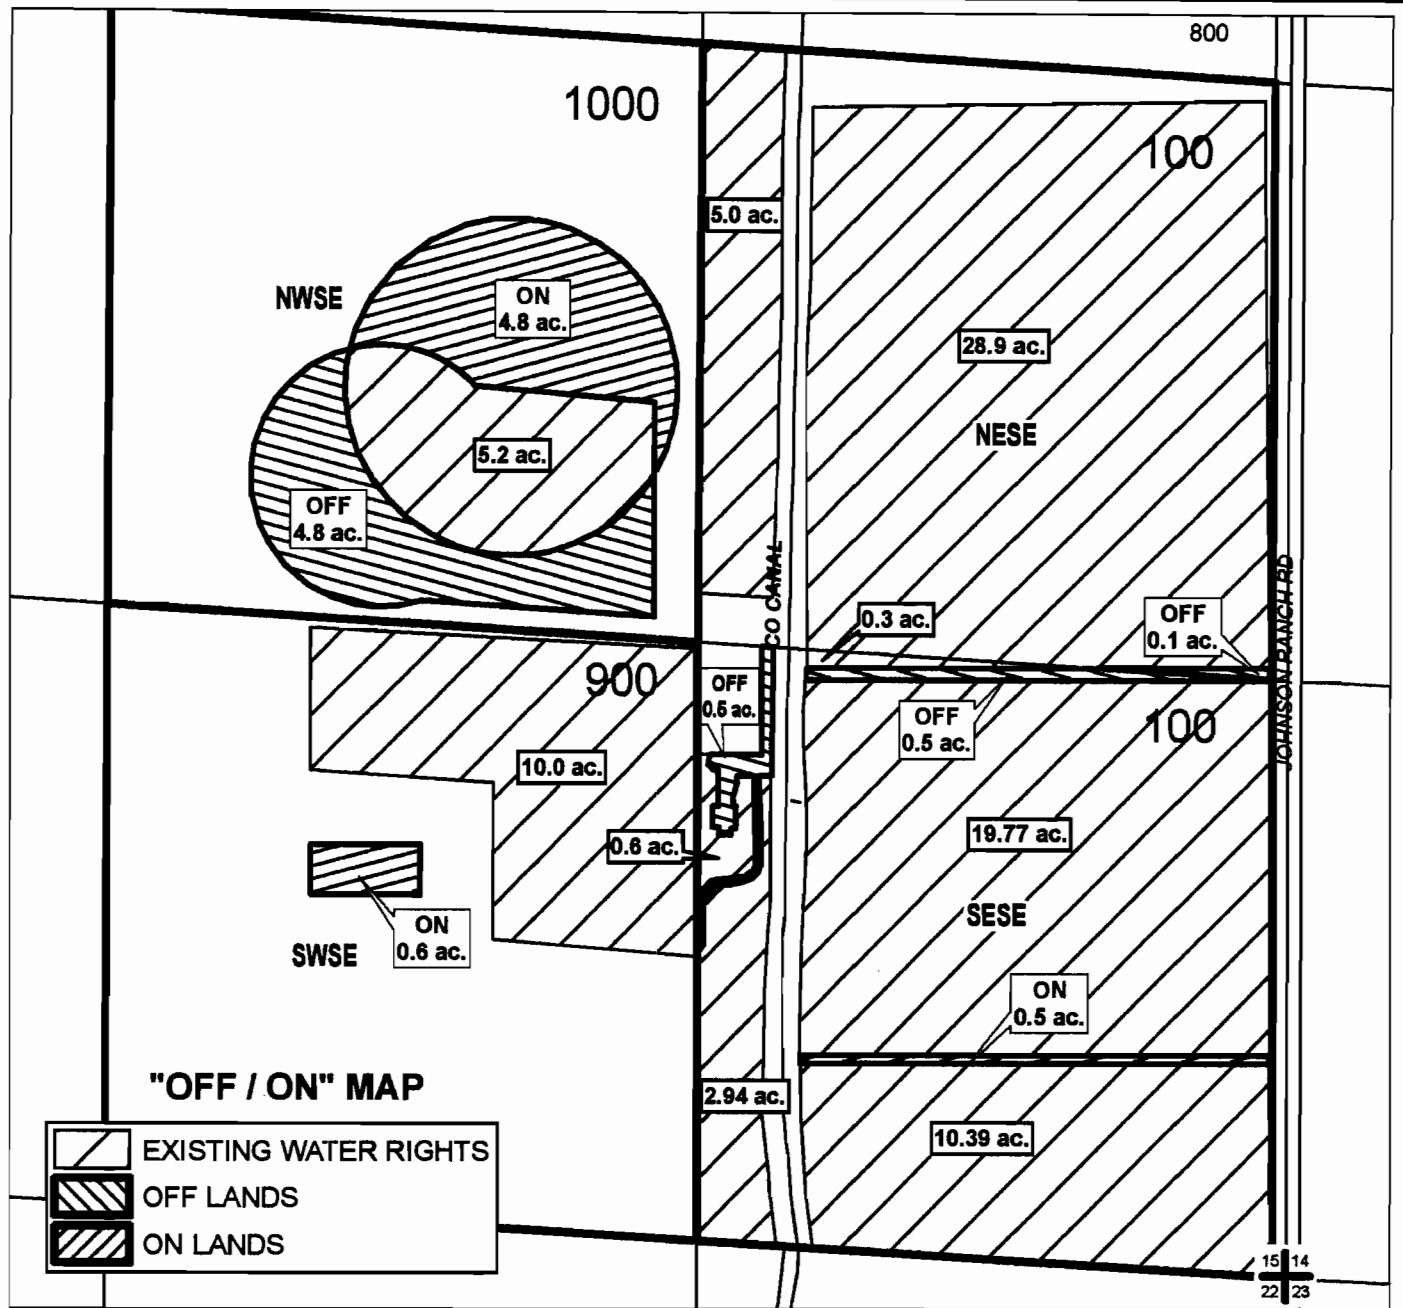 800
1000
100
5.0 ac.
NWSE
ON
4.8 ac.
28.9 ac.
NESE
5.2 ac.
OFF
4.8 ac.
CO CANAL
JOHNSON RANCH RD
0.3 ac.
OFF
0.1 ac.
900
OFF
0.5 ac.
OFF
0.5 ac.
100
10.0 ac.
19.77 ac.
0.6 ac.
ON
0.6 ac.
SWSE
SESE
ON
0.5 ac.
"OFF / ON" MAP
2.94 ac.
10.39 ac.
EXISTING WATER RIGHTS
OFF LANDS
ON LANDS
15 14
22 23